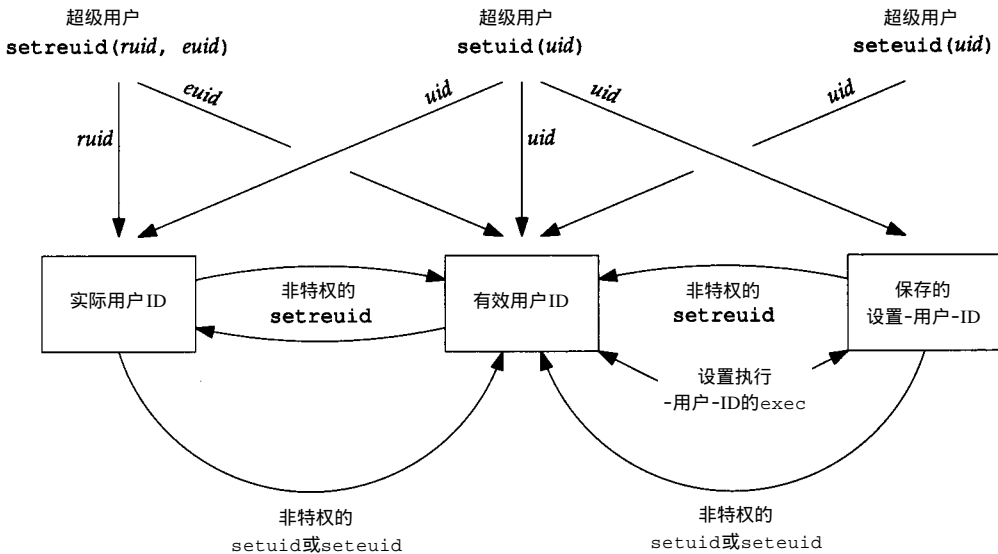 超级用户
setreuid(ruid, euid)
超级用户
setuid(uid)
超级用户
seteuid(uid)
ruid
euid
uid
uid
uid
uid
实际用户ID
非特权的
setreuid
有效用户ID
非特权的
setreuid
保存的
设置-用户-ID
设置执行
-用户-ID的exec
非特权的
setuid或seteuid
非特权的
setuid或seteuid